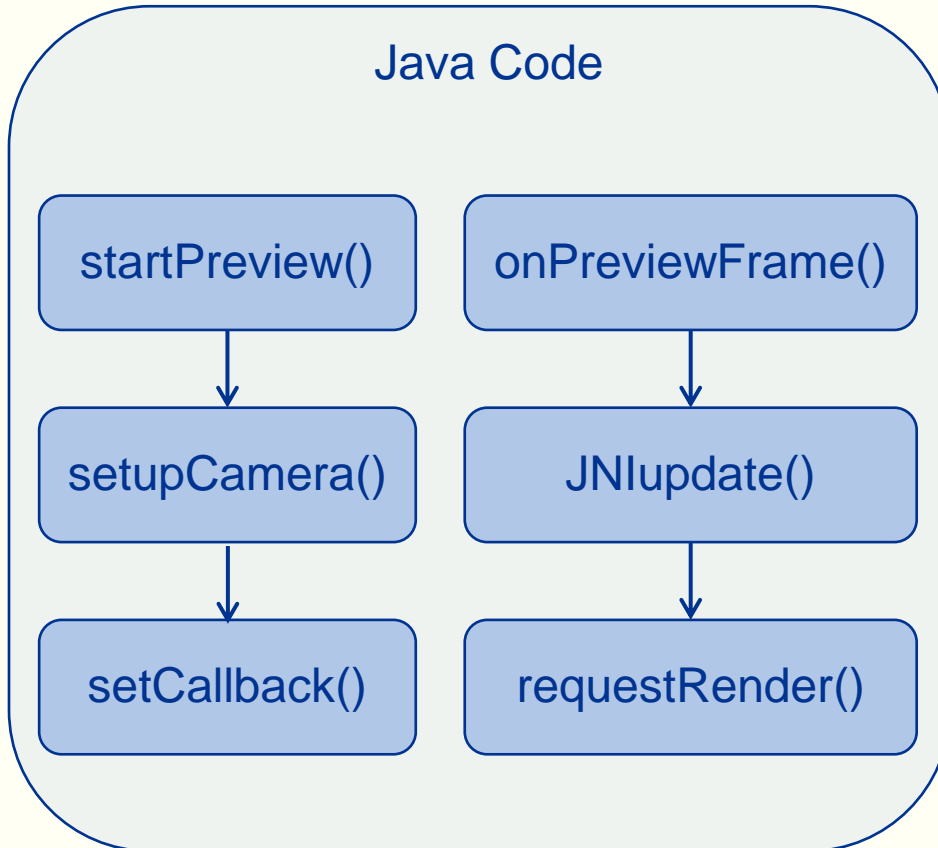 Java Code
startPreview()
setupCamera()
setCallback()
onPreviewFrame()
JNIupdate()
requestRender()